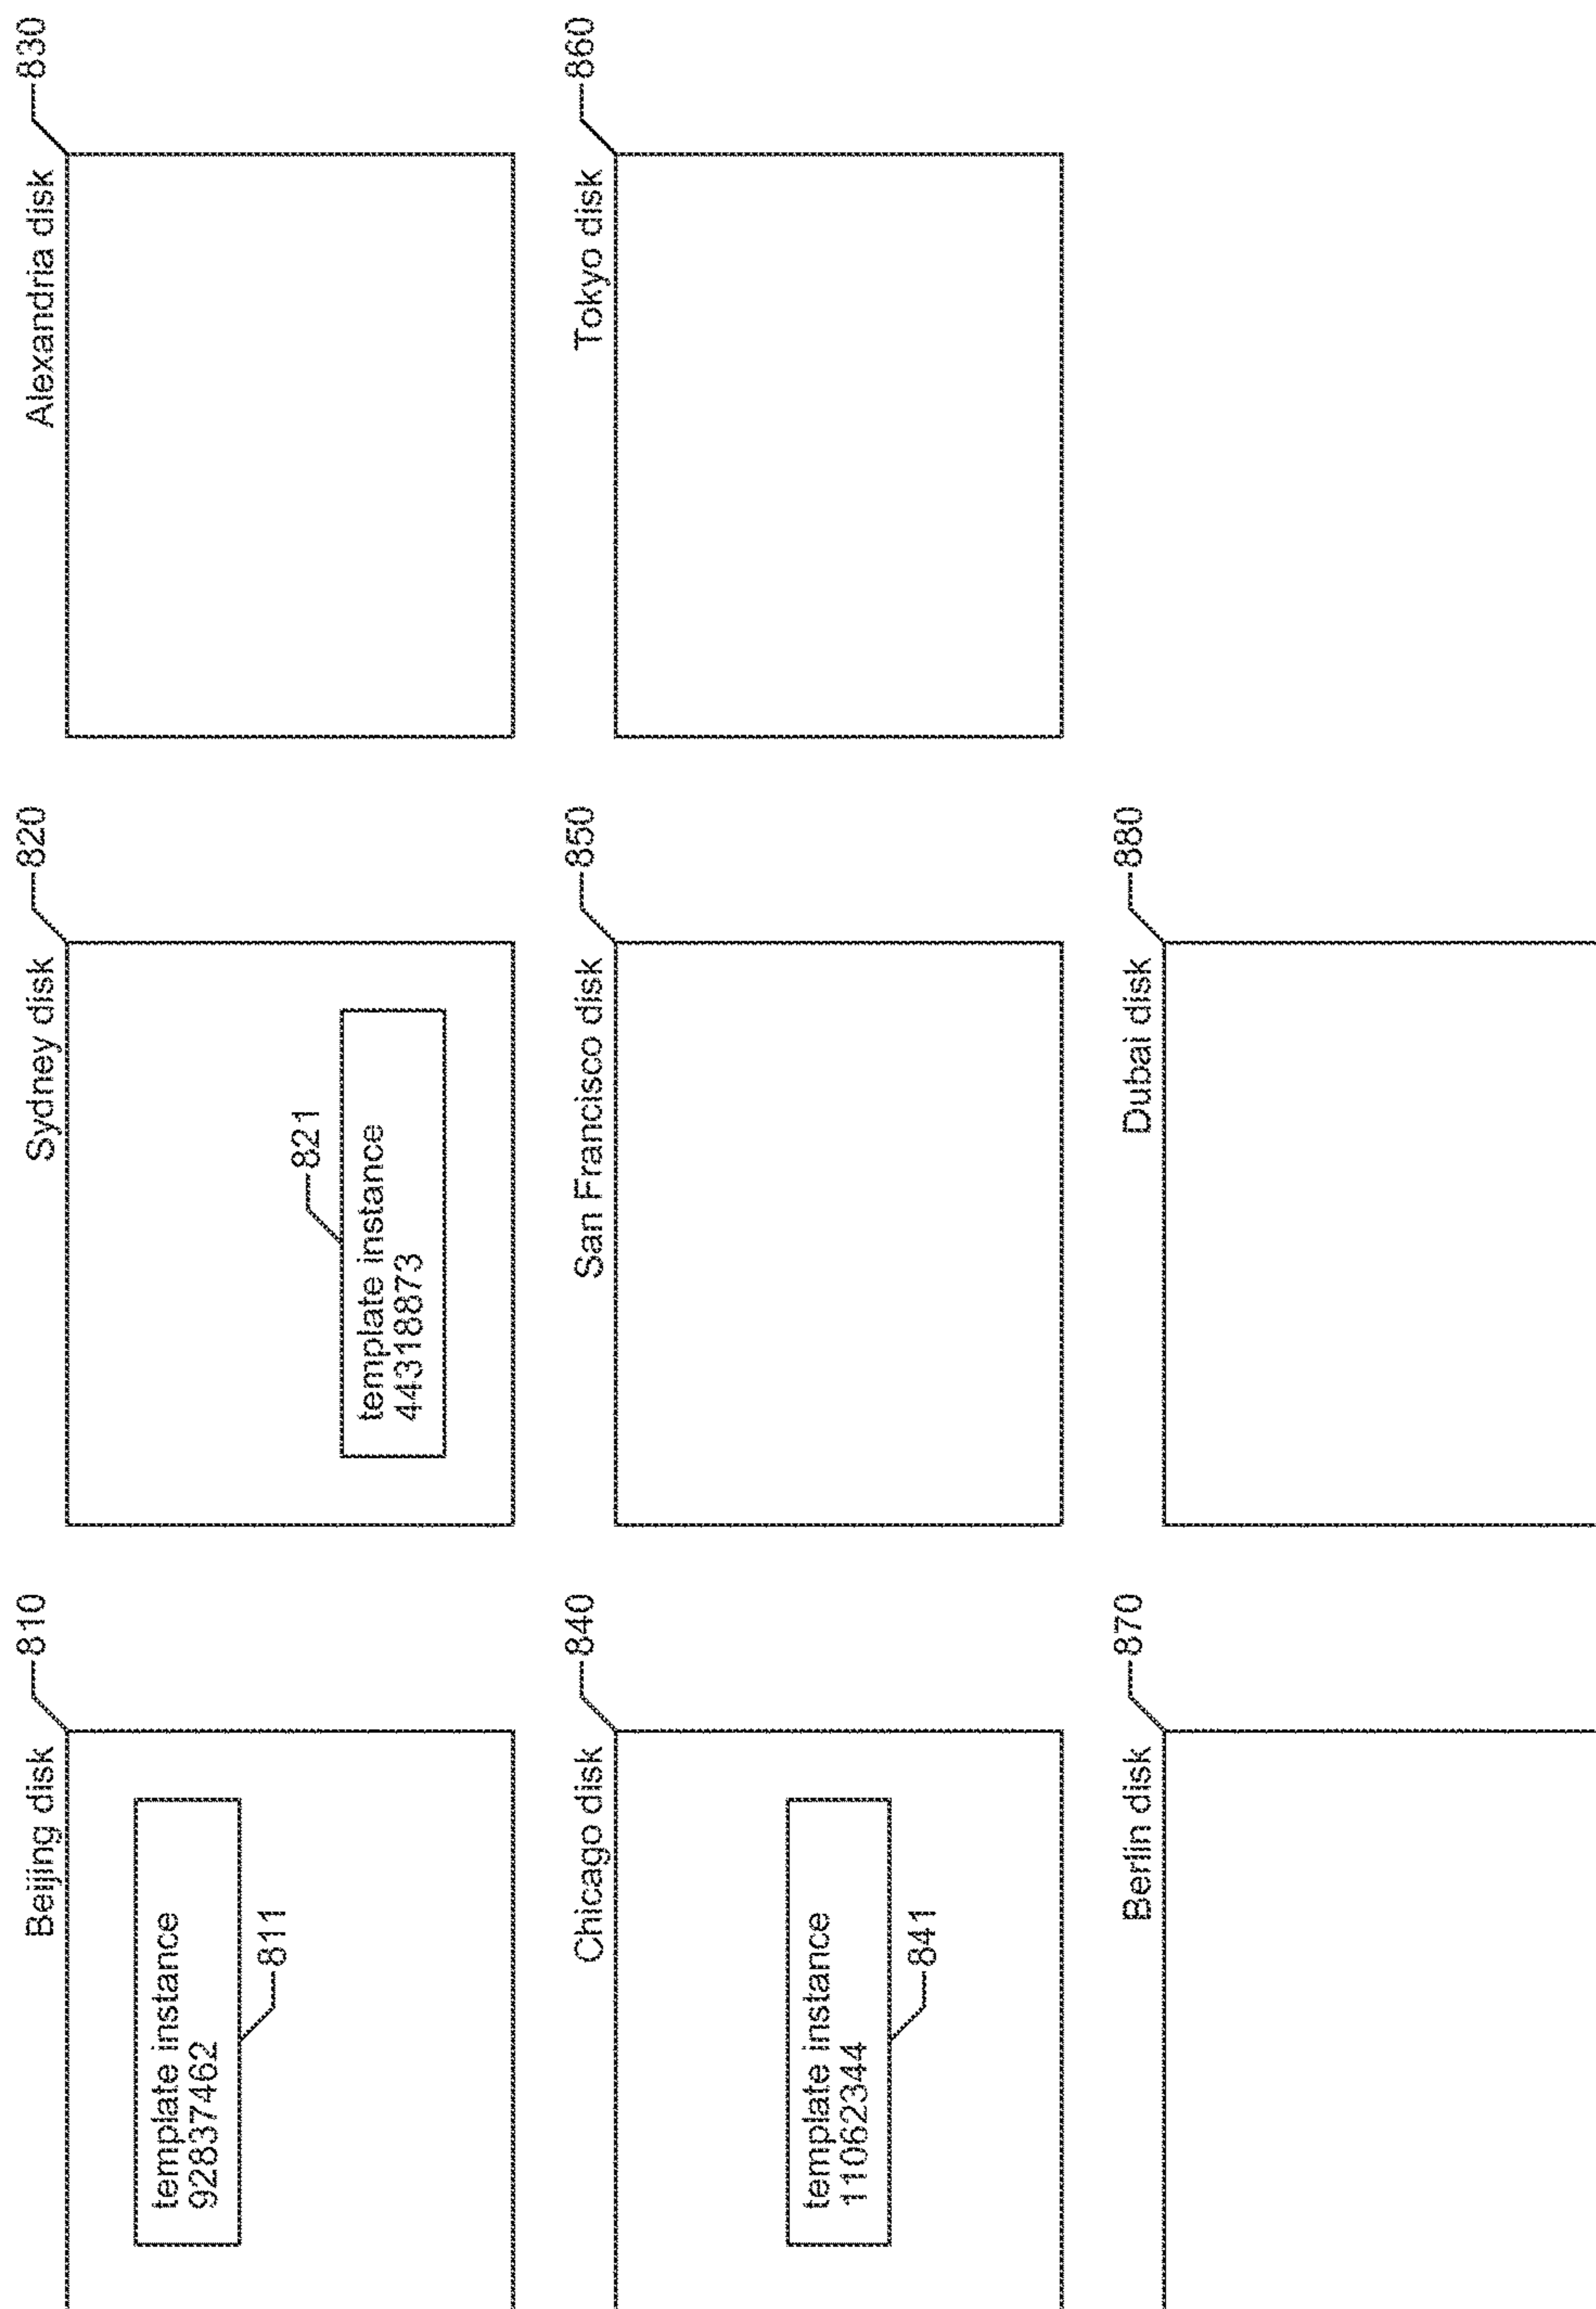 Beijing disk
810
template instance
92837462
811
Sydney disk
820
821
template instance
44318873
Alexandria disk
830
Chicago disk
840
template instance
11062344
841
San Francisco disk
850
Tokyo disk
860
Berlin disk
870
Dubai disk
880